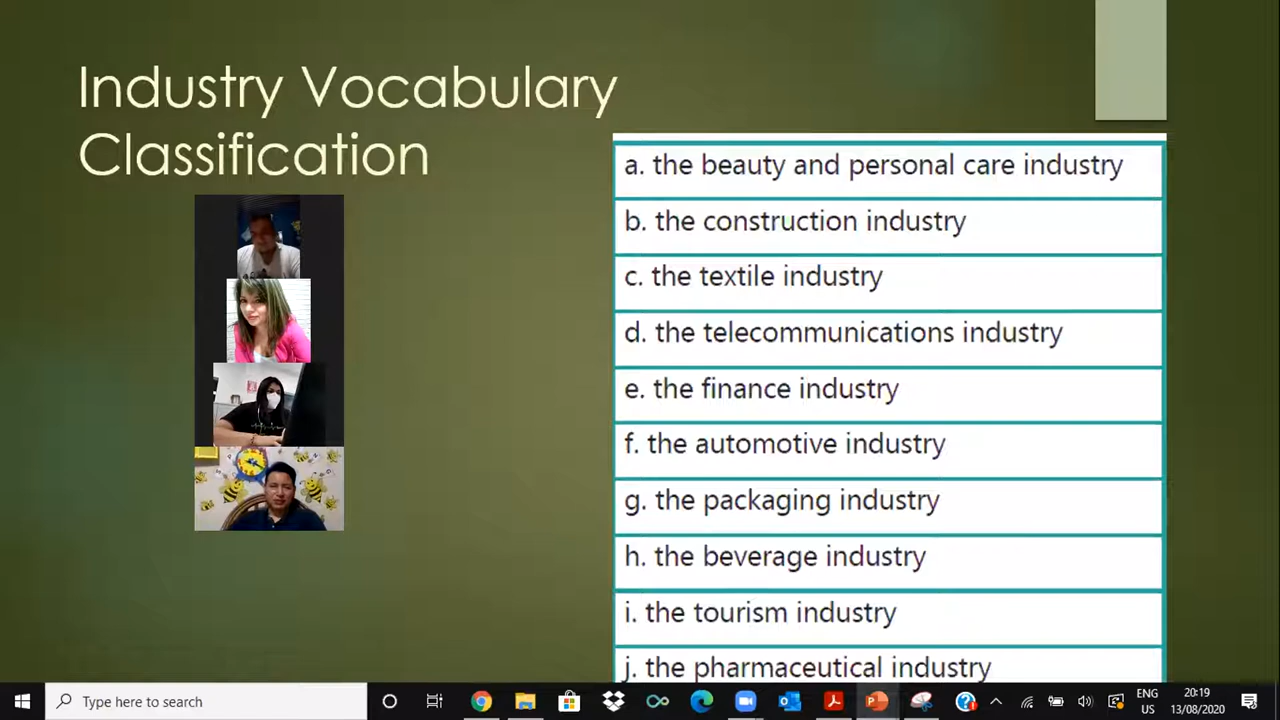 Industry Vocabulary
Classification
a. the beauty and personal care industry
b. the construction industry
c. the textile industry
d. the telecommunications industry
e. the finance industry
f. the automotive industry
g. the packaging industry
h. the beverage industry
i. the tourism industry
j. the pharmaceutical industry
Type here to search
ENG
US
20:19
13/08/2020